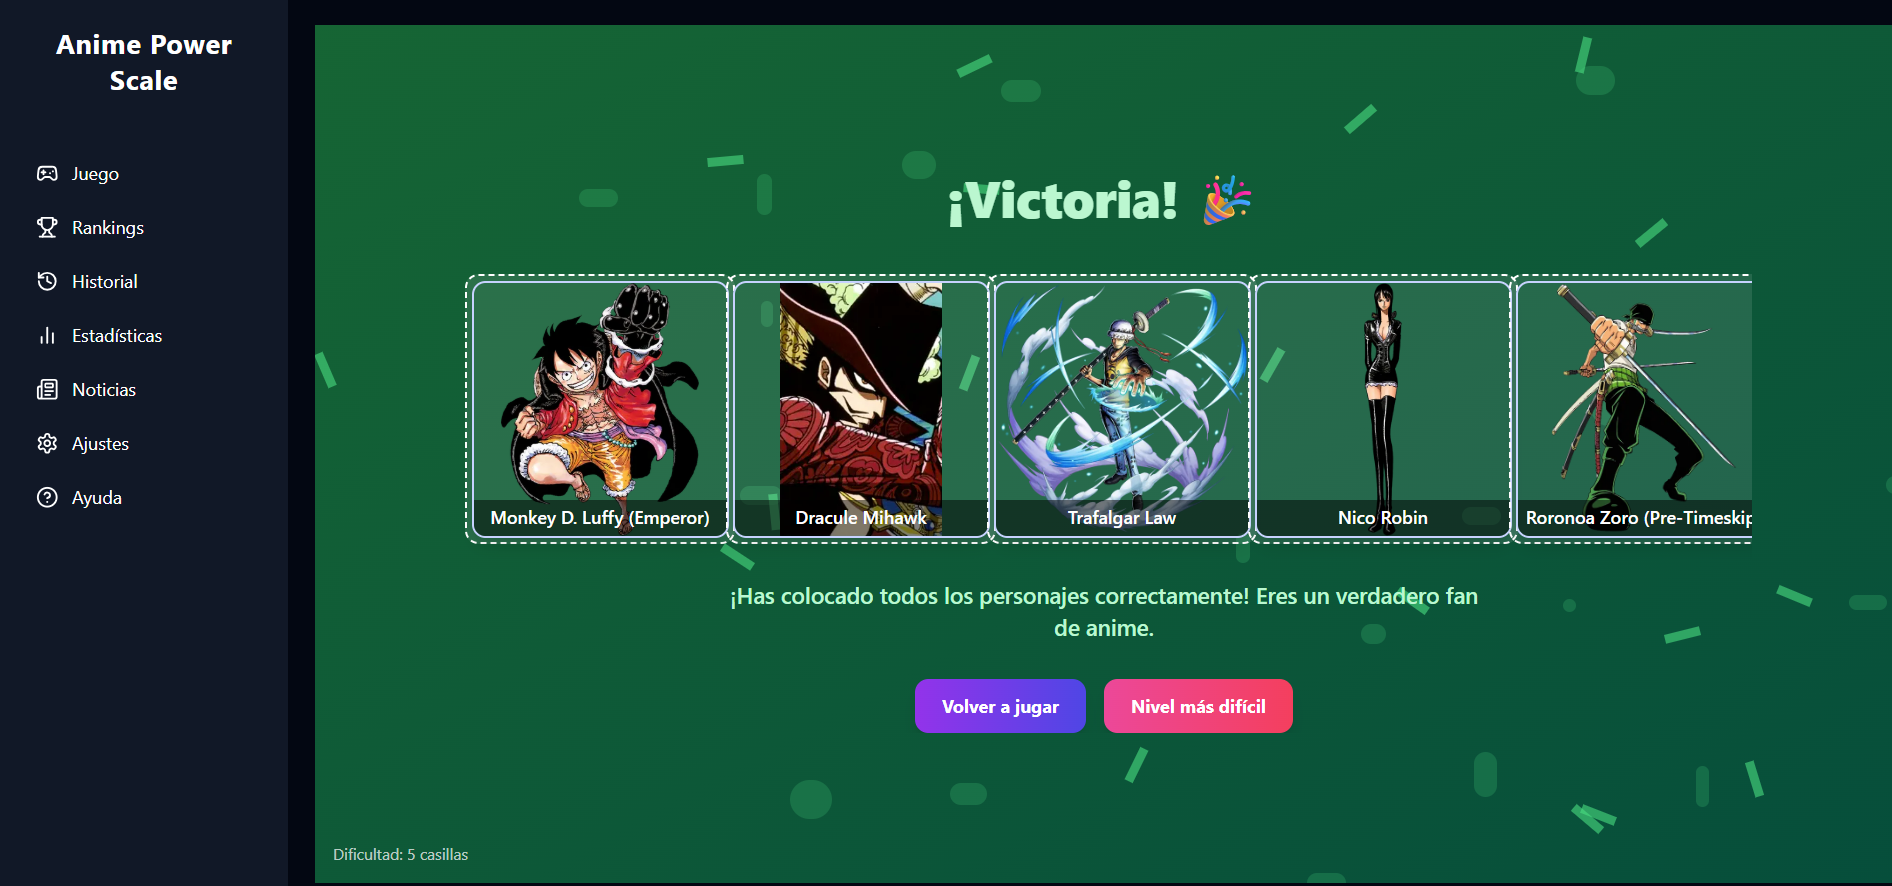 Anime Power
Scale
Juego
Rankings
Historial
Estadísticas
Noticias
Ajustes
Ayuda
¡Victoria!
Monkey D. Luffy (Emperor)
Dracule Mihawk
Trafalgar Law
Nico Robin
Roronoa Zoro (Pre-Timeskip
¡Has colocado todos los personajes correctamente! Eres un verdadero fan
de anime.
Volver a jugar
Nivel más difícil
Dificultad: 5 casillas